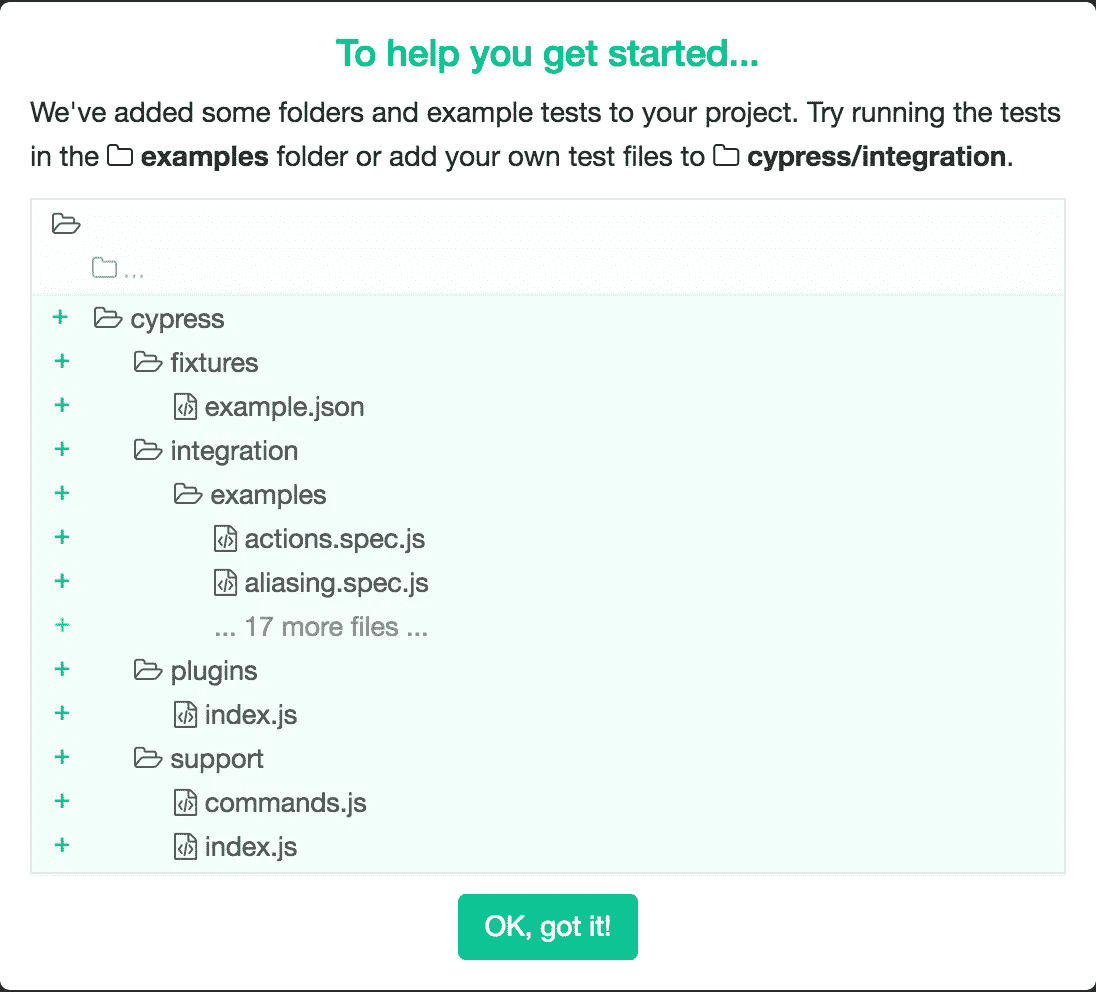 To help you get started...
We've added some folders and example tests to your project. Try running the tests
in the examples folder or add your own test files to cypress/integration.
...
+ cypress
+ fixtures
+ example.json
+ integration
+ examples
+ actions.spec.js
+ aliasing.spec.js
+ ... 17 more files ...
+ plugins
+ index.js
+ support
+ commands.js
+ index.js
OK, got it!